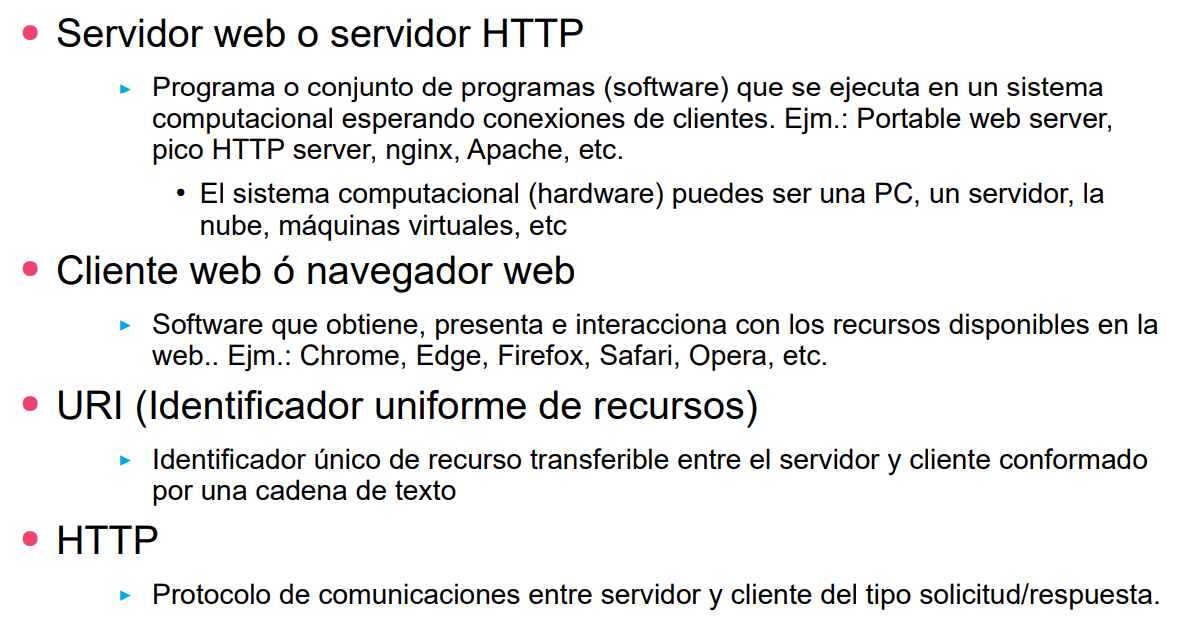 • Servidor web o servidor HTTP
▸ Programa o conjunto de programas (software) que se ejecuta en un sistema
computacional esperando conexiones de clientes. Ejm.: Portable web server,
pico HTTP server, nginx, Apache, etc.
• El sistema computacional (hardware) puedes ser una PC, un servidor, la
nube, máquinas virtuales, etc
• Cliente web ó navegador web
▸ Software que obtiene, presenta e interacciona con los recursos disponibles en la
web.. Ejm.: Chrome, Edge, Firefox, Safari, Opera, etc.
• URI (Identificador uniforme de recursos)
▸ Identificador único de recurso transferible entre el servidor y cliente conformado
por una cadena de texto
• HTTP
▸ Protocolo de comunicaciones entre servidor y cliente del tipo solicitud/respuesta.